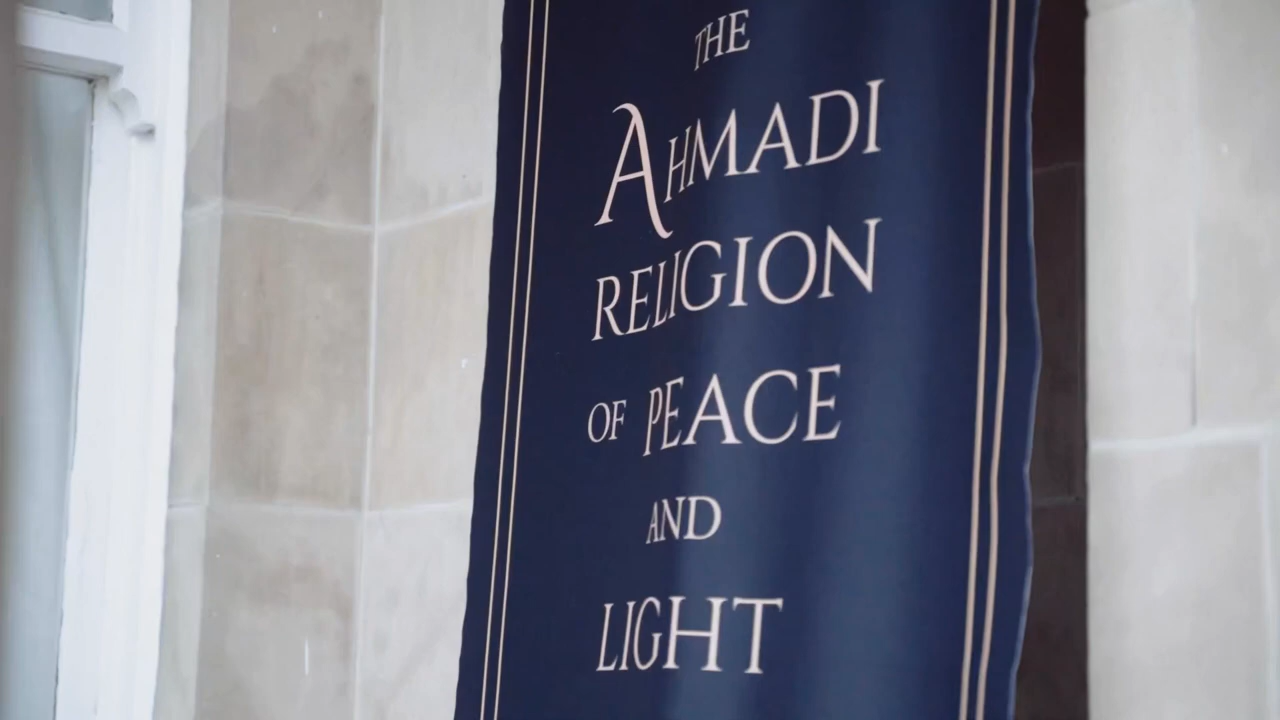 THE
AHMADI
RELIGION
OF PEACE
AND
LIGHT